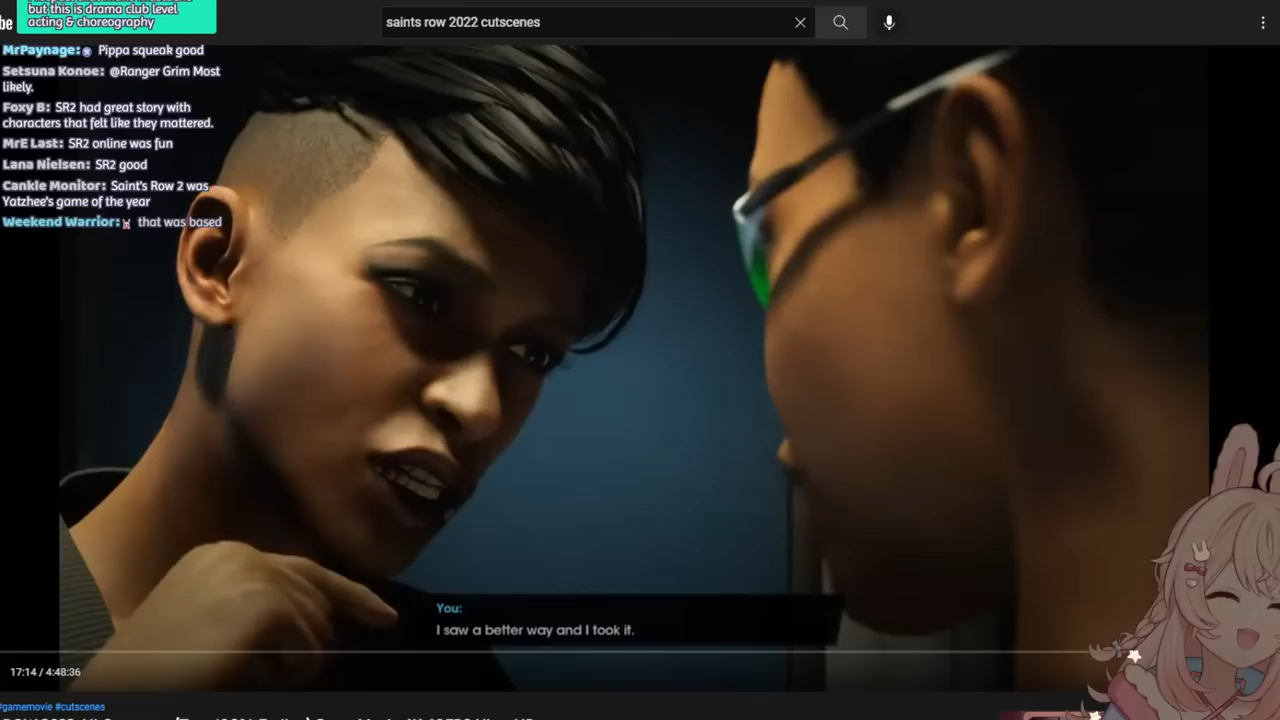 be
saints row 2022 cutscenes
but this is drama club level
acting & choreography
MrPaynage: Pippa squeak good
Setsuna Konoe: @Ranger Grim Most
likely.
Foxy B: SR2 had great story with
characters that felt like they mattered.
MrE Last: SR2 online was fun
Lana Nielsen: SR2 good
Cankle Monitor: Saint's Row 2 was
Yatzhee's game of the year
Weekend Warrior: that was based
You:
I saw a better way and I took it.
17:14 / 4:48:36
#gamemovie #cutscenes